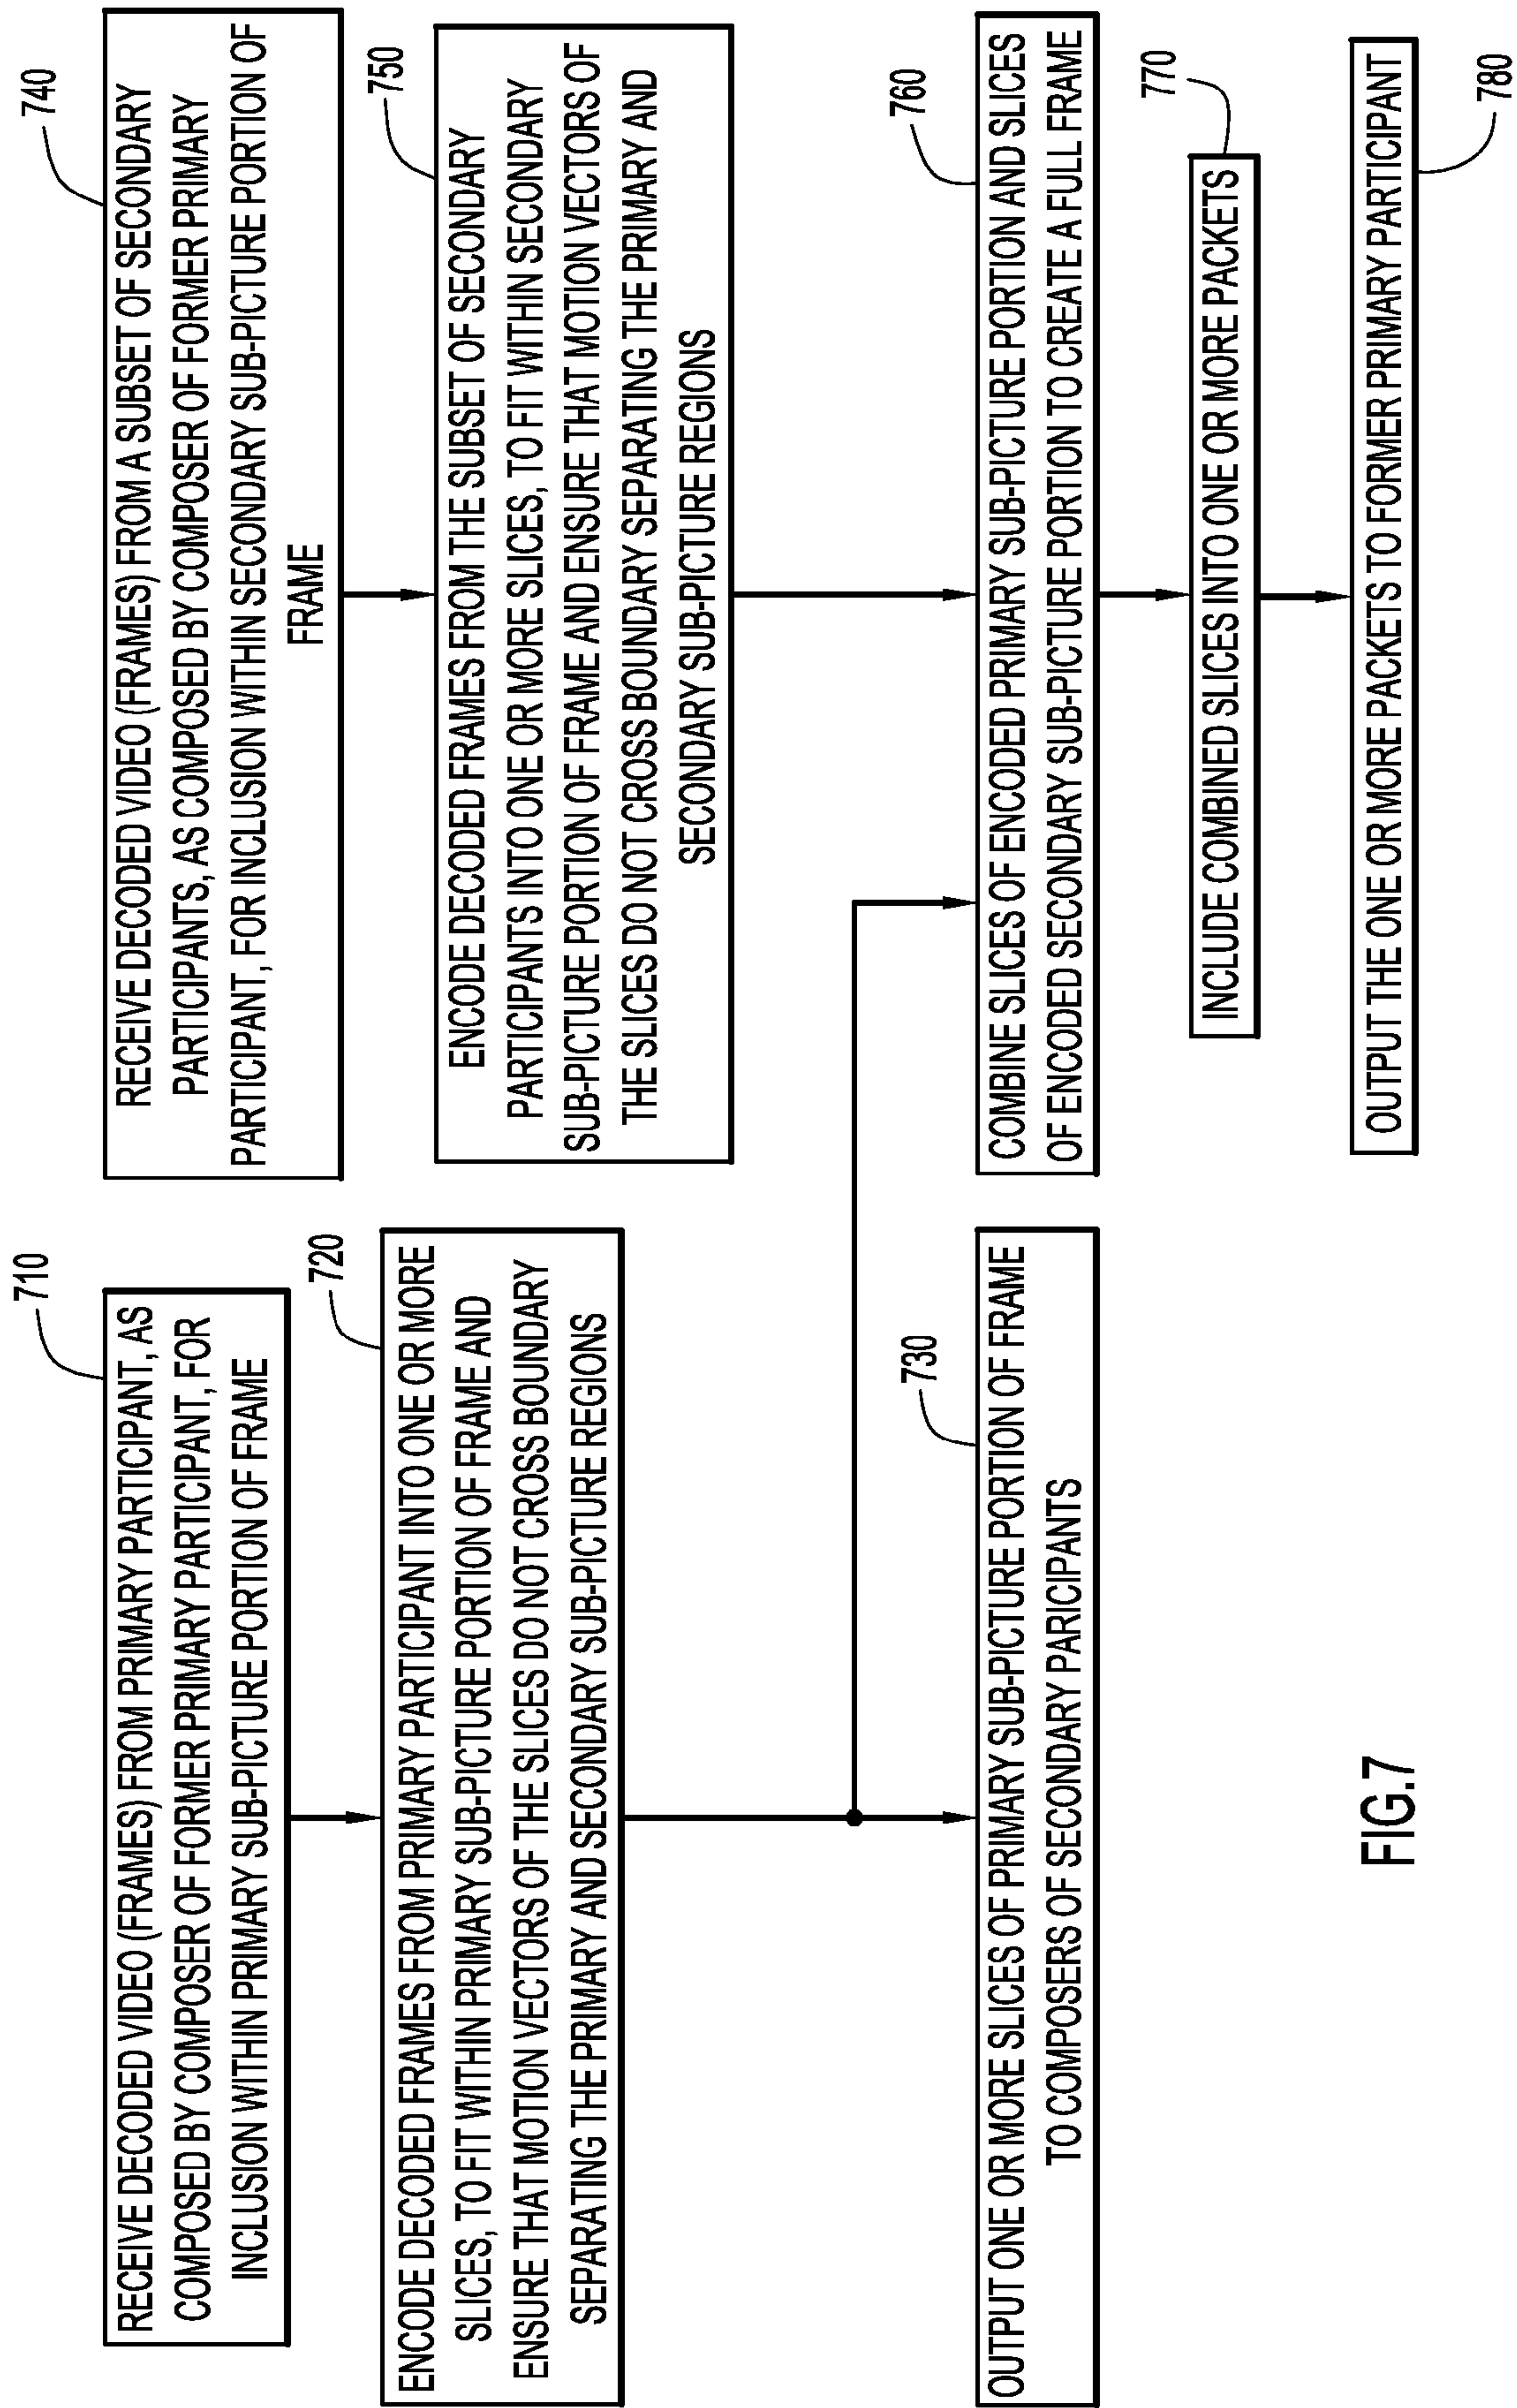 710
RECEIVE DECODED VIDEO (FRAMES) FROM PRIMARY PARTICIPANT, AS
COMPOSED BY COMPOSER OF FORMER PRIMARY PARTICIPANT, FOR
INCLUSION WITHIN PRIMARY SUB-PICTURE PORTION OF FRAME
720
ENCODE DECODED FRAMES FROM PRIMARY PARTICIPANT INTO ONE OR MORE
SLICES, TO FIT WITHIN PRIMARY SUB-PICTURE PORTION OF FRAME AND
ENSURE THAT MOTION VECTORS OF THE SLICES DO NOT CROSS BOUNDARY
SEPARATING THE PRIMARY AND SECONDARY SUB-PICTURE REGIONS
730
OUTPUT ONE OR MORE SLICES OF PRIMARY SUB-PICTURE PORTION OF FRAME
TO COMPOSERS OF SECONDARY PARICIPANTS
740
RECEIVE DECODED VIDEO (FRAMES) FROM A SUBSET OF SECONDARY
PARTICIPANTS, AS COMPOSED BY COMPOSER OF FORMER PRIMARY
PARTICIPANT, FOR INCLUSION WITHIN SECONDARY SUB-PICTURE PORTION OF
FRAME
750
ENCODE DECODED FRAMES FROM THE SUBSET OF SECONDARY
PARTICIPANTS INTO ONE OR MORE SLICES, TO FIT WITHIN SECONDARY
SUB-PICTURE PORTION OF FRAME AND ENSURE THAT MOTION VECTORS OF
THE SLICES DO NOT CROSS BOUNDARY SEPARATING THE PRIMARY AND
SECONDARY SUB-PICTURE REGIONS
760
COMBINE SLICES OF ENCODED PRIMARY SUB-PICTURE PORTION AND SLICES
OF ENCODED SECONDARY SUB-PICTURE PORTION TO CREATE A FULL FRAME
770
INCLUDE COMBINED SLICES INTO ONE OR MORE PACKETS
OUTPUT THE ONE OR MORE PACKETS TO FORMER PRIMARY PARTICIPANT
780
FIG.7